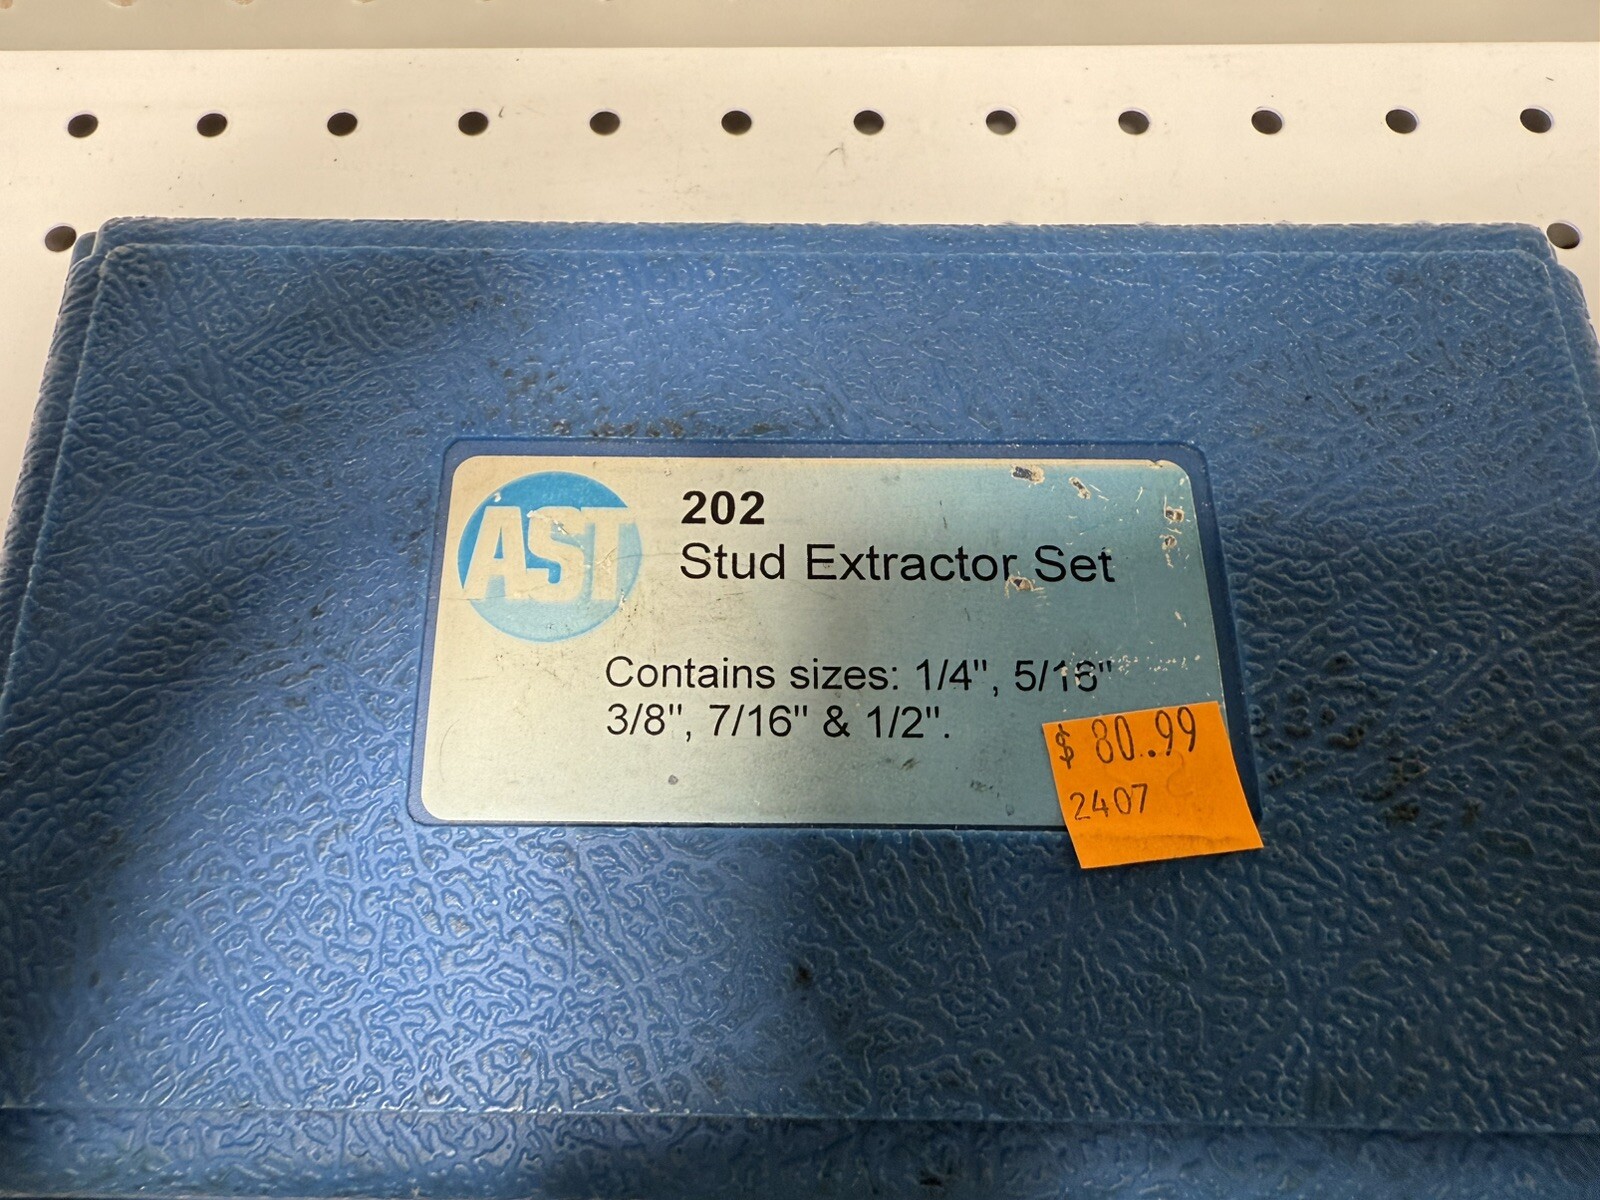 AST
202
Stud Extractor Set
Contains sizes: 1/4", 5/16"
3/8", 7/16" & 1/2".
$ 80..99
2407